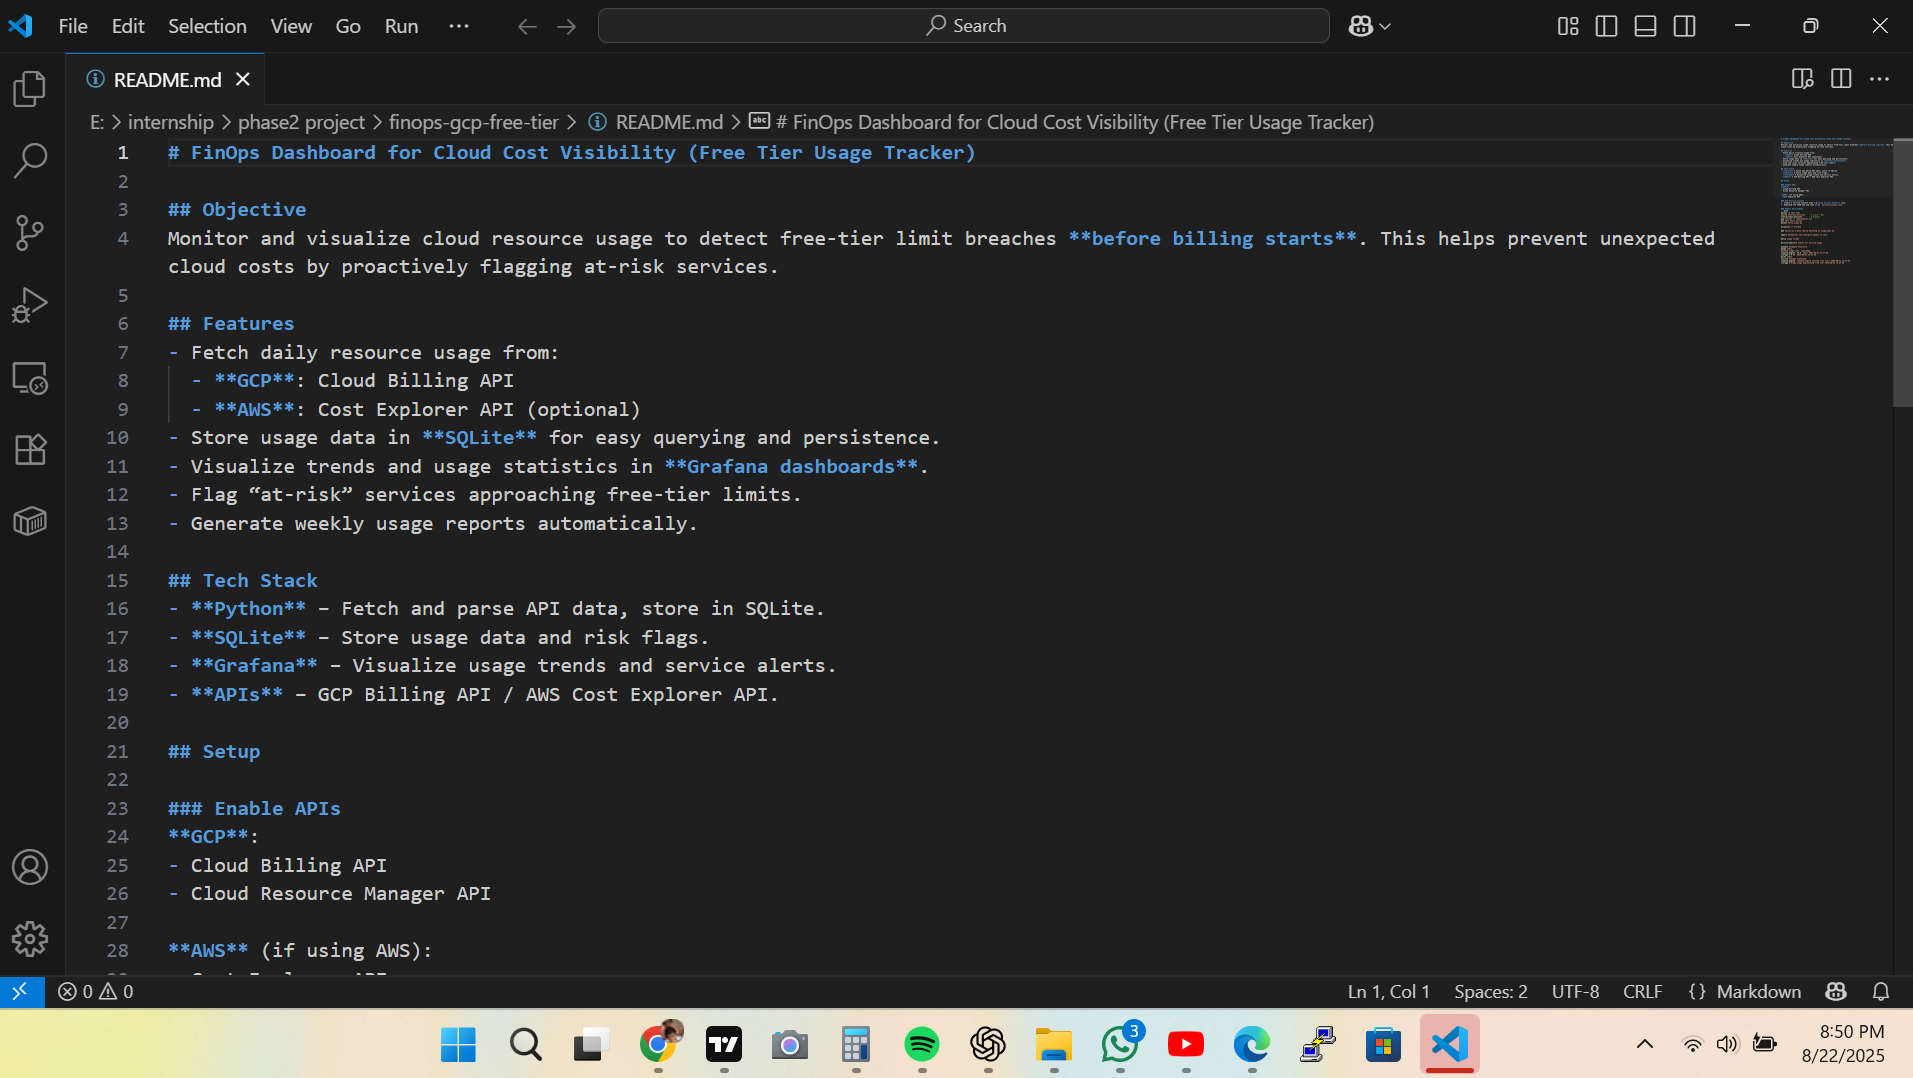 File Edit Selection View Go Run ··· Search
README.md
E: > internship > phase2 project > finops-gcp-free-tier > README.md > # FinOps Dashboard for Cloud Cost Visibility (Free Tier Usage Tracker)
1 # FinOps Dashboard for Cloud Cost Visibility (Free Tier Usage Tracker)
2
3 ## Objective
4 Monitor and visualize cloud resource usage to detect free-tier limit breaches **before billing starts**. This helps prevent unexpected
cloud costs by proactively flagging at-risk services.
5
6 ## Features
7 - Fetch daily resource usage from:
8 - **GCP**: Cloud Billing API
9 - **AWS**: Cost Explorer API (optional)
10 - Store usage data in **SQLite** for easy querying and persistence.
11 - Visualize trends and usage statistics in **Grafana dashboards**.
12 - Flag “at-risk” services approaching free-tier limits.
13 - Generate weekly usage reports automatically.
14
15 ## Tech Stack
16 - **Python** – Fetch and parse API data, store in SQLite.
17 - **SQLite** – Store usage data and risk flags.
18 - **Grafana** – Visualize usage trends and service alerts.
19 - **APIs** – GCP Billing API / AWS Cost Explorer API.
20
21 ## Setup
22
23 ### Enable APIs
24 **GCP**:
25 - Cloud Billing API
26 - Cloud Resource Manager API
27
28 **AWS** (if using AWS):
0 0 Ln 1, Col 1 Spaces: 2 UTF-8 CRLF {} Markdown
3
8:50 PM
8/22/2025